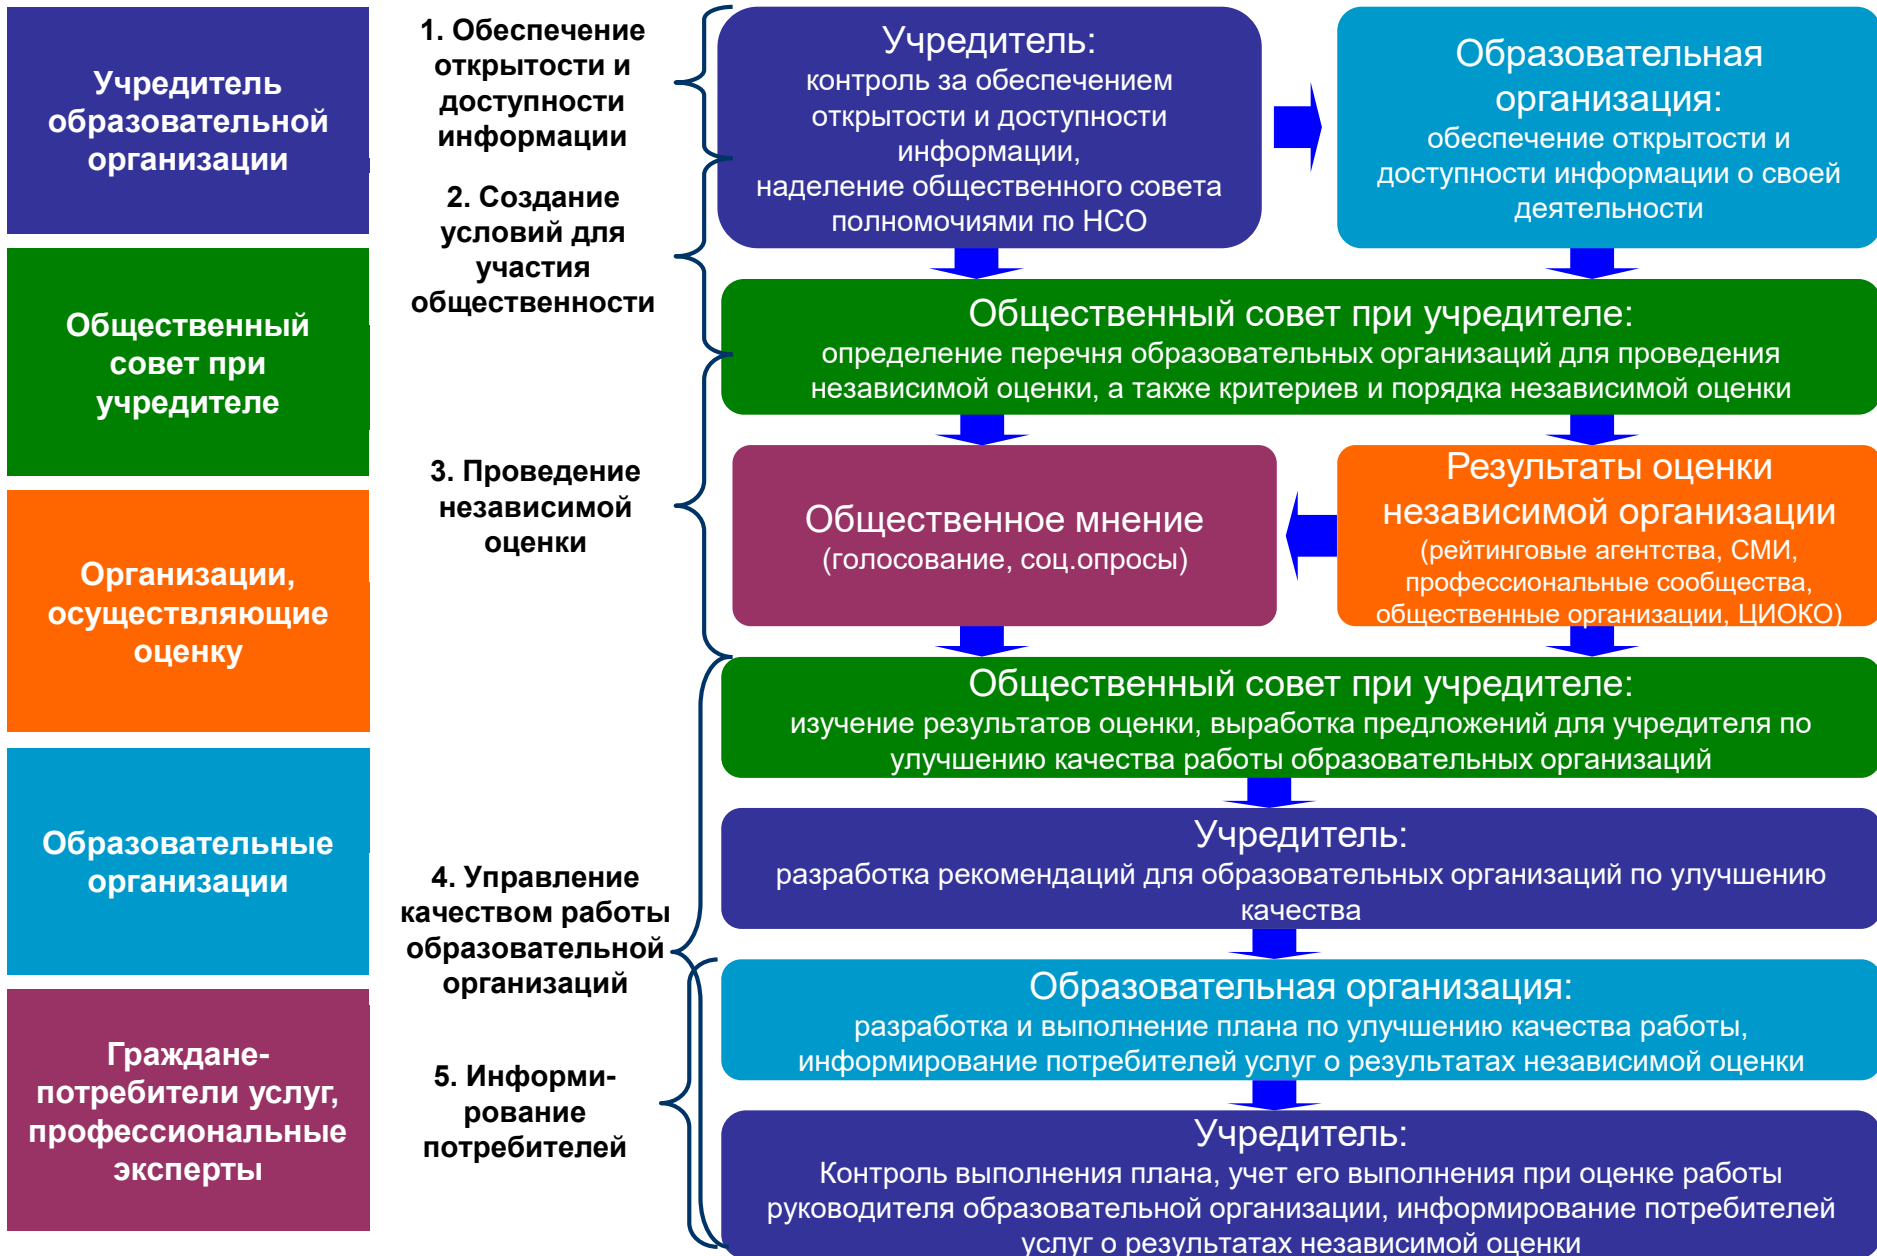 Учредитель
образовательной
организации
Общественный
совет при
учредителе
Организации,
осуществляющие
оценку
Образовательные
организации
Граждане-
потребители услуг,
профессиональные
эксперты
1. Обеспечение
открытости и
доступности
информации
2. Создание
условий для
участия
общественности
3. Проведение
независимой
оценки
4. Управление
качеством работы
образовательной
организаций
5. Информи-
рование
потребителей
Учредитель:
контроль за обеспечением
открытости и доступности
информации,
наделение общественного совета
полномочиями по НСО
Образовательная
организация:
обеспечение открытости и
доступности информации о своей
деятельности
Общественный совет при учредителе:
определение перечня образовательных организаций для проведения
независимой оценки, а также критериев и порядка независимой оценки
Общественное мнение
(голосование, соц.опросы)
Результаты оценки
независимой организации
(рейтинговые агентства, СМИ,
профессиональные сообщества,
общественные организации, ЦИОКО)
Общественный совет при учредителе:
изучение результатов оценки, выработка предложений для учредителя по
улучшению качества работы образовательных организаций
Учредитель:
разработка рекомендаций для образовательных организаций по улучшению
качества
Образовательная организация:
разработка и выполнение плана по улучшению качества работы,
информирование потребителей услуг о результатах независимой оценки
Учредитель:
Контроль выполнения плана, учет его выполнения при оценке работы
руководителя образовательной организации, информирование потребителей
услуг о результатах независимой оценки